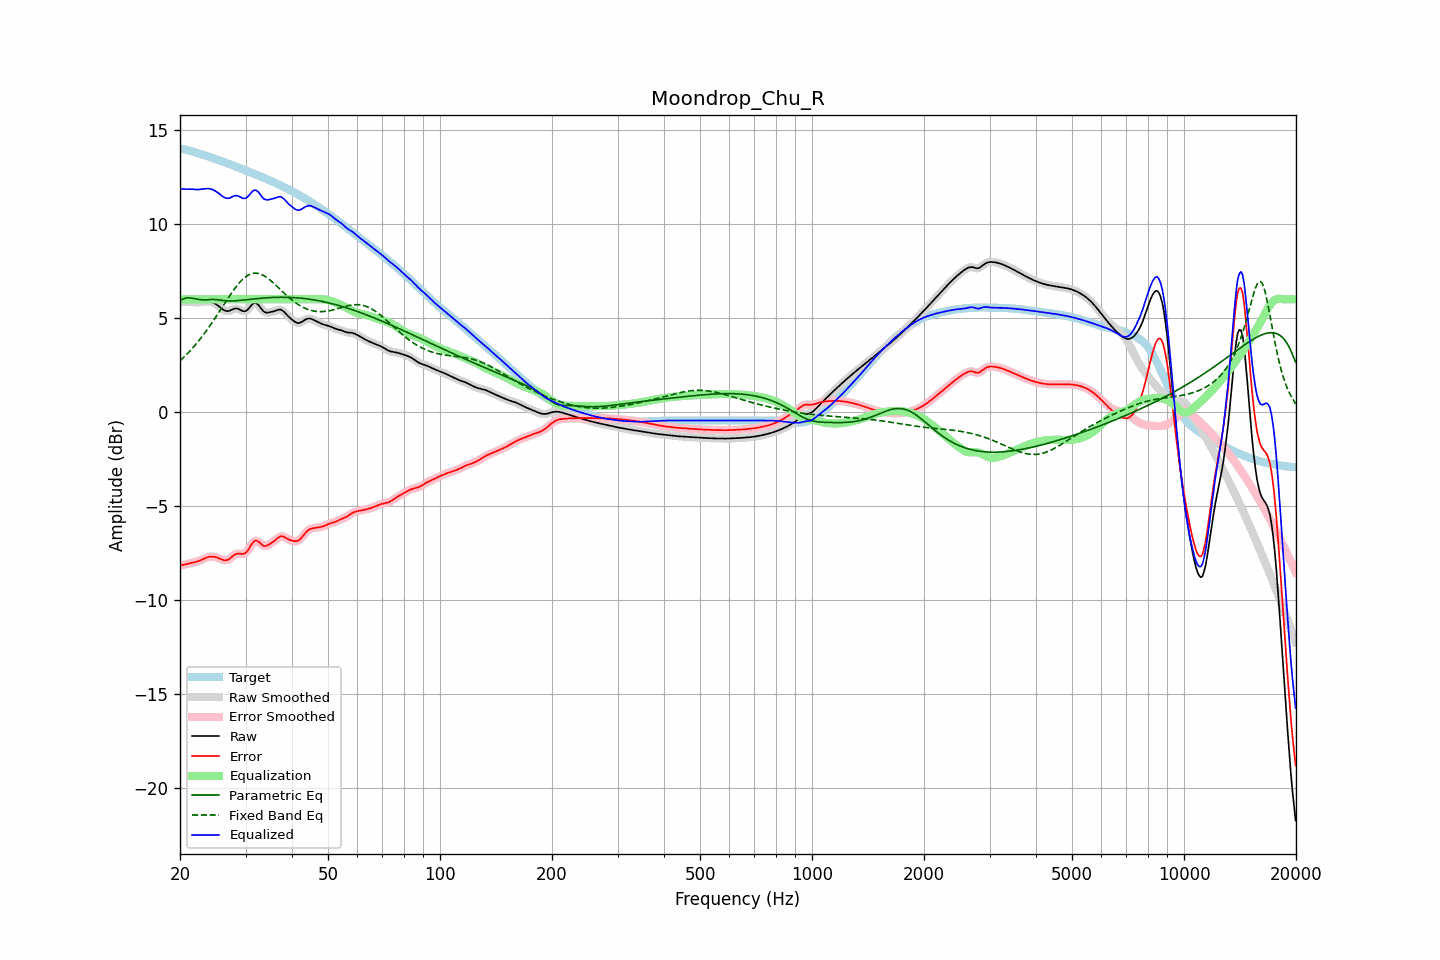 Moondrop_Chu_R
Amplitude (dBr)
15
10
5
0
−5
−10
−15
−20
Target
Raw Smoothed
Error Smoothed
Raw
Error
Equalization
Parametric Eq
Fixed Band Eq
Equalized
20 50 100 200 500 1000 2000 5000 10000 20000
Frequency (Hz)